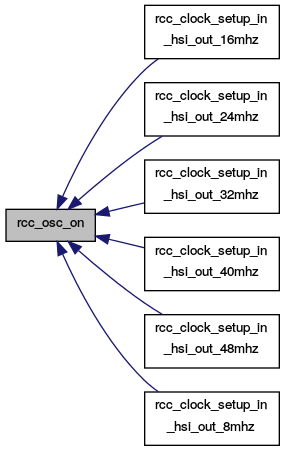 rcc_clock_setup_in
_hsi_out_16mhz
rcc_clock_setup_in
_hsi_out_24mhz
rcc_clock_setup_in
_hsi_out_32mhz
rcc_osc_on
rcc_clock_setup_in
_hsi_out_40mhz
rcc_clock_setup_in
_hsi_out_48mhz
rcc_clock_setup_in
_hsi_out_8mhz